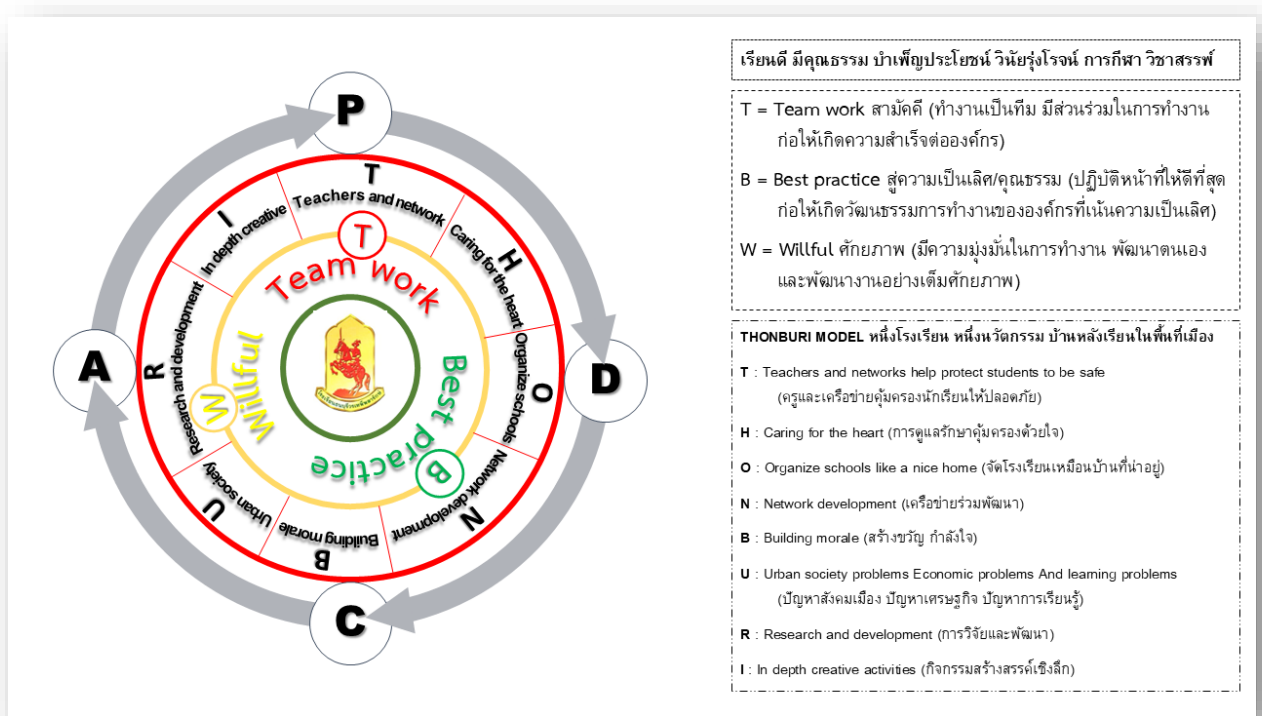 P
D
C
A
T
Teachers and network
H
Caring for the heart
O
Organize schools
N
Network development
B
Building morale
U
Urban society
R
Research and development
I
In depth creative
T
Team work
B
Best practice
W
Willful
เรียนดี มีคุณธรรม บำเพ็ญประโยชน์ วินัยรุ่งโรจน์ การกีฬา วิชาสรรพ์
T = Team work สามัคคี (ทำงานเป็นทีม มีส่วนร่วมในการทำงาน
ก่อให้เกิดความสำเร็จต่อองค์กร)
B = Best practice สู่ความเป็นเลิศ/คุณธรรม (ปฏิบัติหน้าที่ให้ดีที่สุด
ก่อให้เกิดวัฒนธรรมการทำงานขององค์กรที่เน้นความเป็นเลิศ)
W = Willful ศักยภาพ (มีความมุ่งมั่นในการทำงาน พัฒนาตนเอง
และพัฒนางานอย่างเต็มศักยภาพ)
THONBURI MODEL หนึ่งโรงเรียน หนึ่งนวัตกรรม บ้านหลังเรียนในพื้นที่เมือง
T : Teachers and networks help protect students to be safe
(ครูและเครือข่ายคุ้มครองนักเรียนให้ปลอดภัย)
H : Caring for the heart (การดูแลรักษาคุ้มครองด้วยใจ)
O : Organize schools like a nice home (จัดโรงเรียนเหมือนบ้านที่น่าอยู่)
N : Network development (เครือข่ายร่วมพัฒนา)
B : Building morale (สร้างขวัญ กำลังใจ)
U : Urban society problems Economic problems And learning problems
(ปัญหาสังคมเมือง ปัญหาเศรษฐกิจ ปัญหาการเรียนรู้)
R : Research and development (การวิจัยและพัฒนา)
I : In depth creative activities (กิจกรรมสร้างสรรค์เชิงลึก)